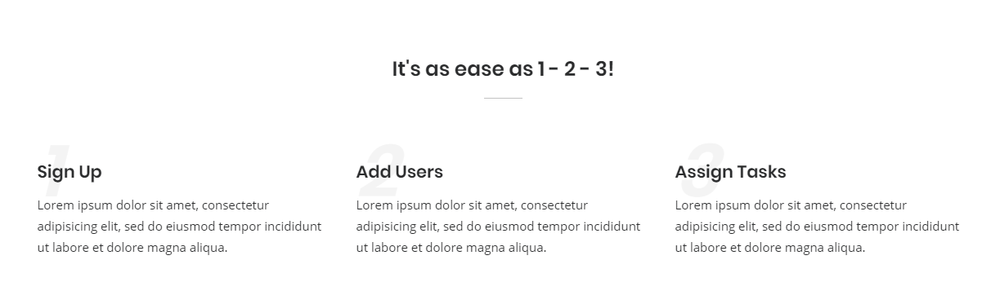 It's as ease as 1 - 2 - 3!
1
Sign Up
Lorem ipsum dolor sit amet, consectetur
adipisicing elit, sed do eiusmod tempor incididunt
ut labore et dolore magna aliqua.
2
Add Users
Lorem ipsum dolor sit amet, consectetur
adipisicing elit, sed do eiusmod tempor incididunt
ut labore et dolore magna aliqua.
3
Assign Tasks
Lorem ipsum dolor sit amet, consectetur
adipisicing elit, sed do eiusmod tempor incididunt
ut labore et dolore magna aliqua.